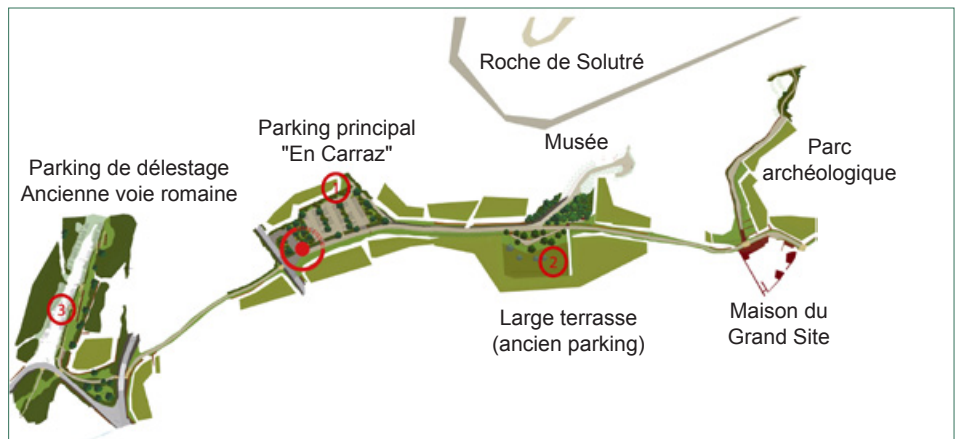 Roche de Solutré
Parking principal
"En Carraz"
Musée
Parc
archéologique
Parking de délestage
Ancienne voie romaine
1
2
3
Large terrasse
(ancien parking)
Maison du
Grand Site